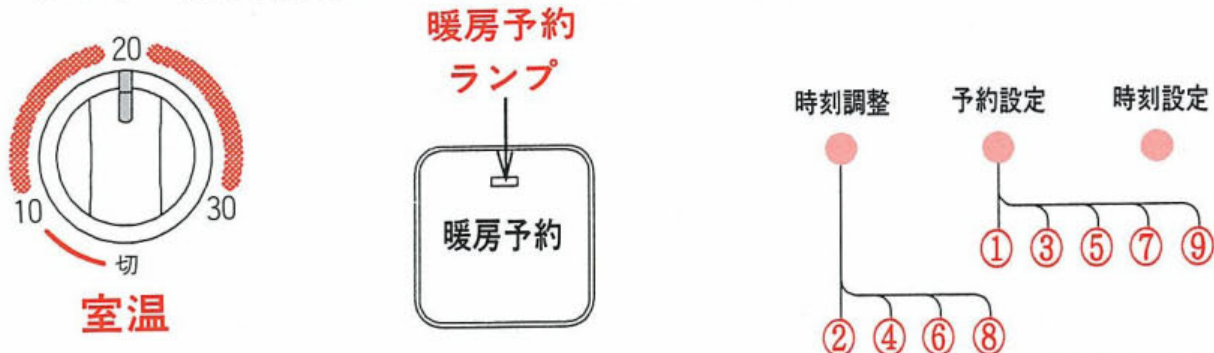 20
10
30
切
室温
暖房予約
ランプ
暖房予約
時刻調整
予約設定
時刻設定
① ③ ⑤ ⑦ ⑨
② ④ ⑥ ⑧